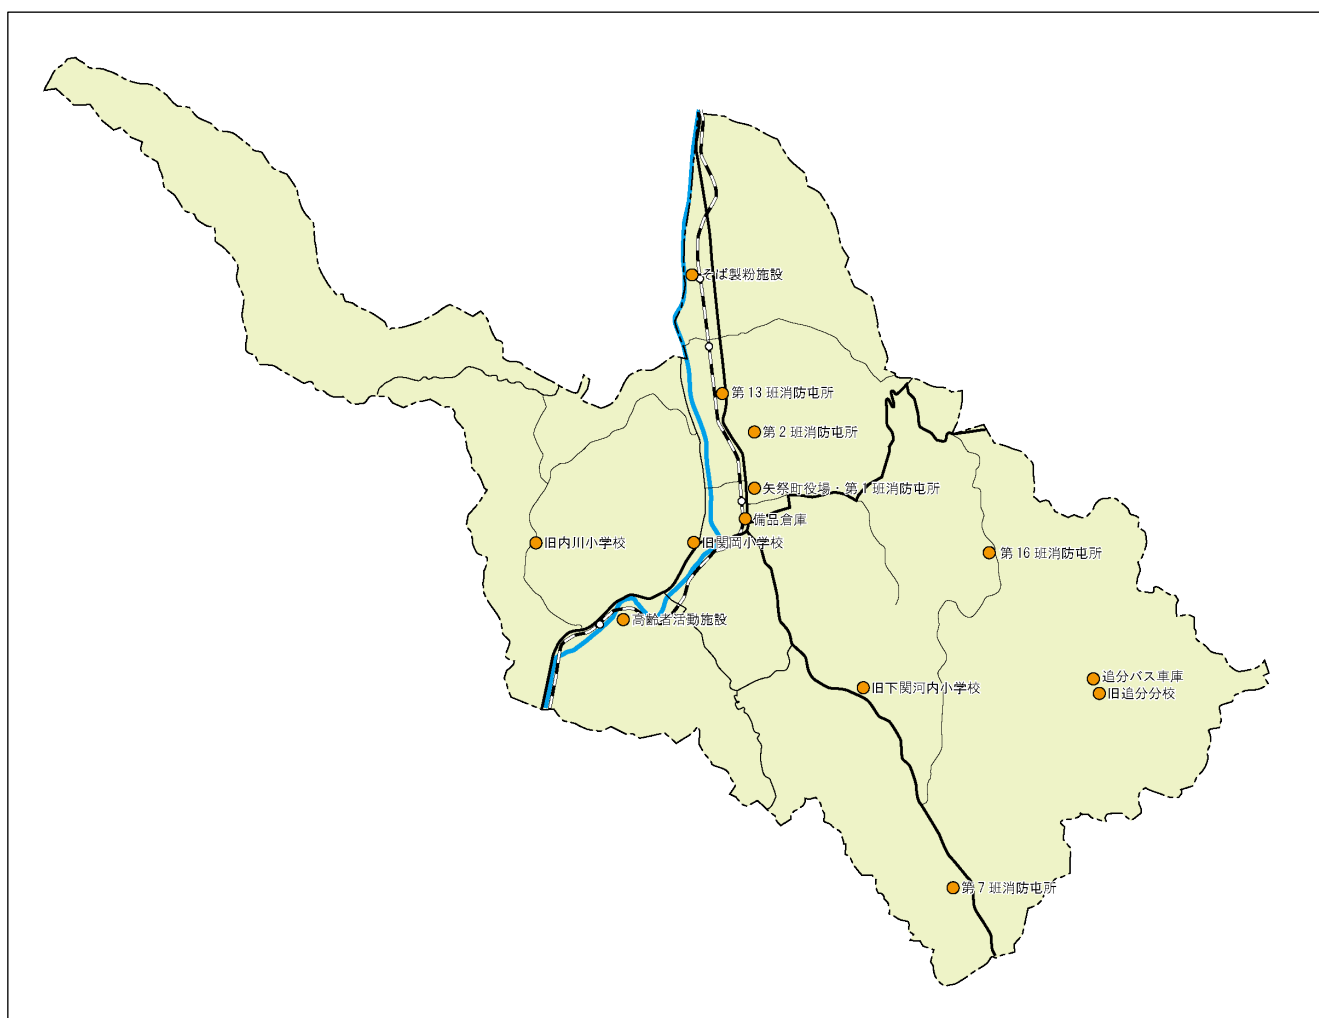 そば製粉施設
第13班消防屯所
第2班消防屯所
矢祭町役場・第1班消防屯所
備品倉庫
旧内川小学校
旧関岡小学校
第16班消防屯所
高齢者活動施設
追分バス車庫
旧下関河内小学校
旧追分分校
第7班消防屯所